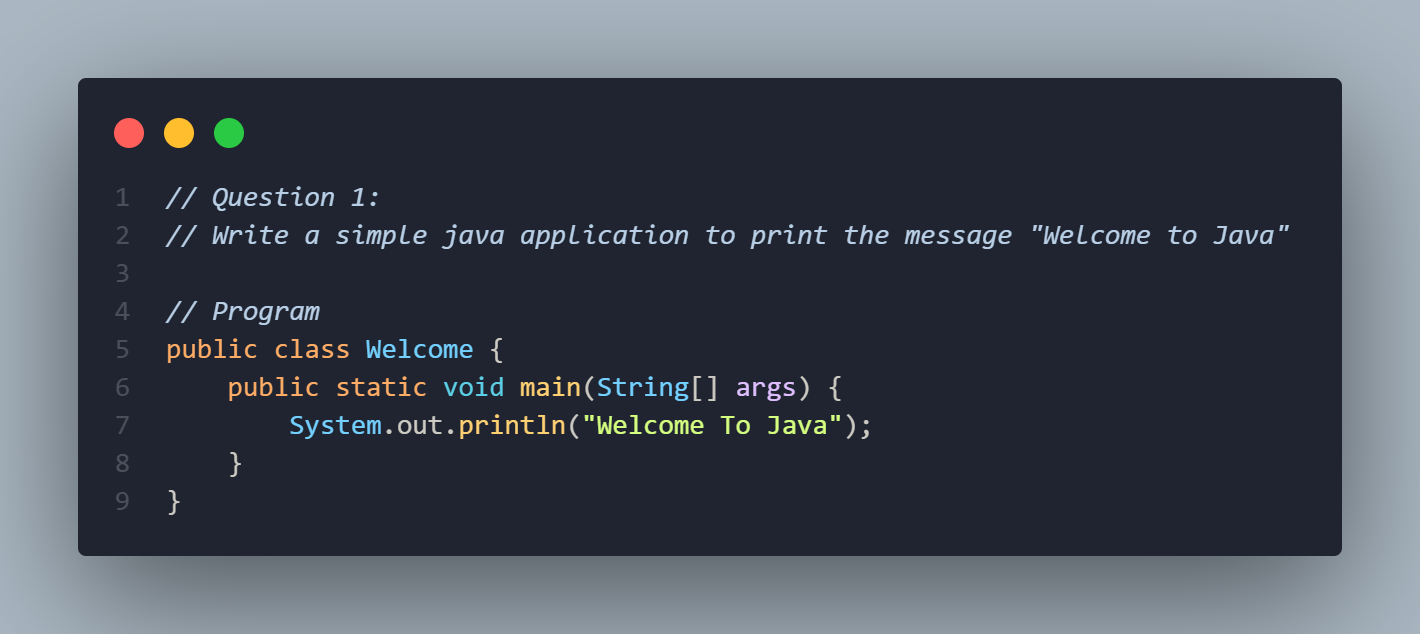 1 // Question 1:
2 // Write a simple java application to print the message "Welcome to Java"
3
4 // Program
5 public class Welcome {
6     public static void main(String[] args) {
7         System.out.println("Welcome To Java");
8     }
9 }